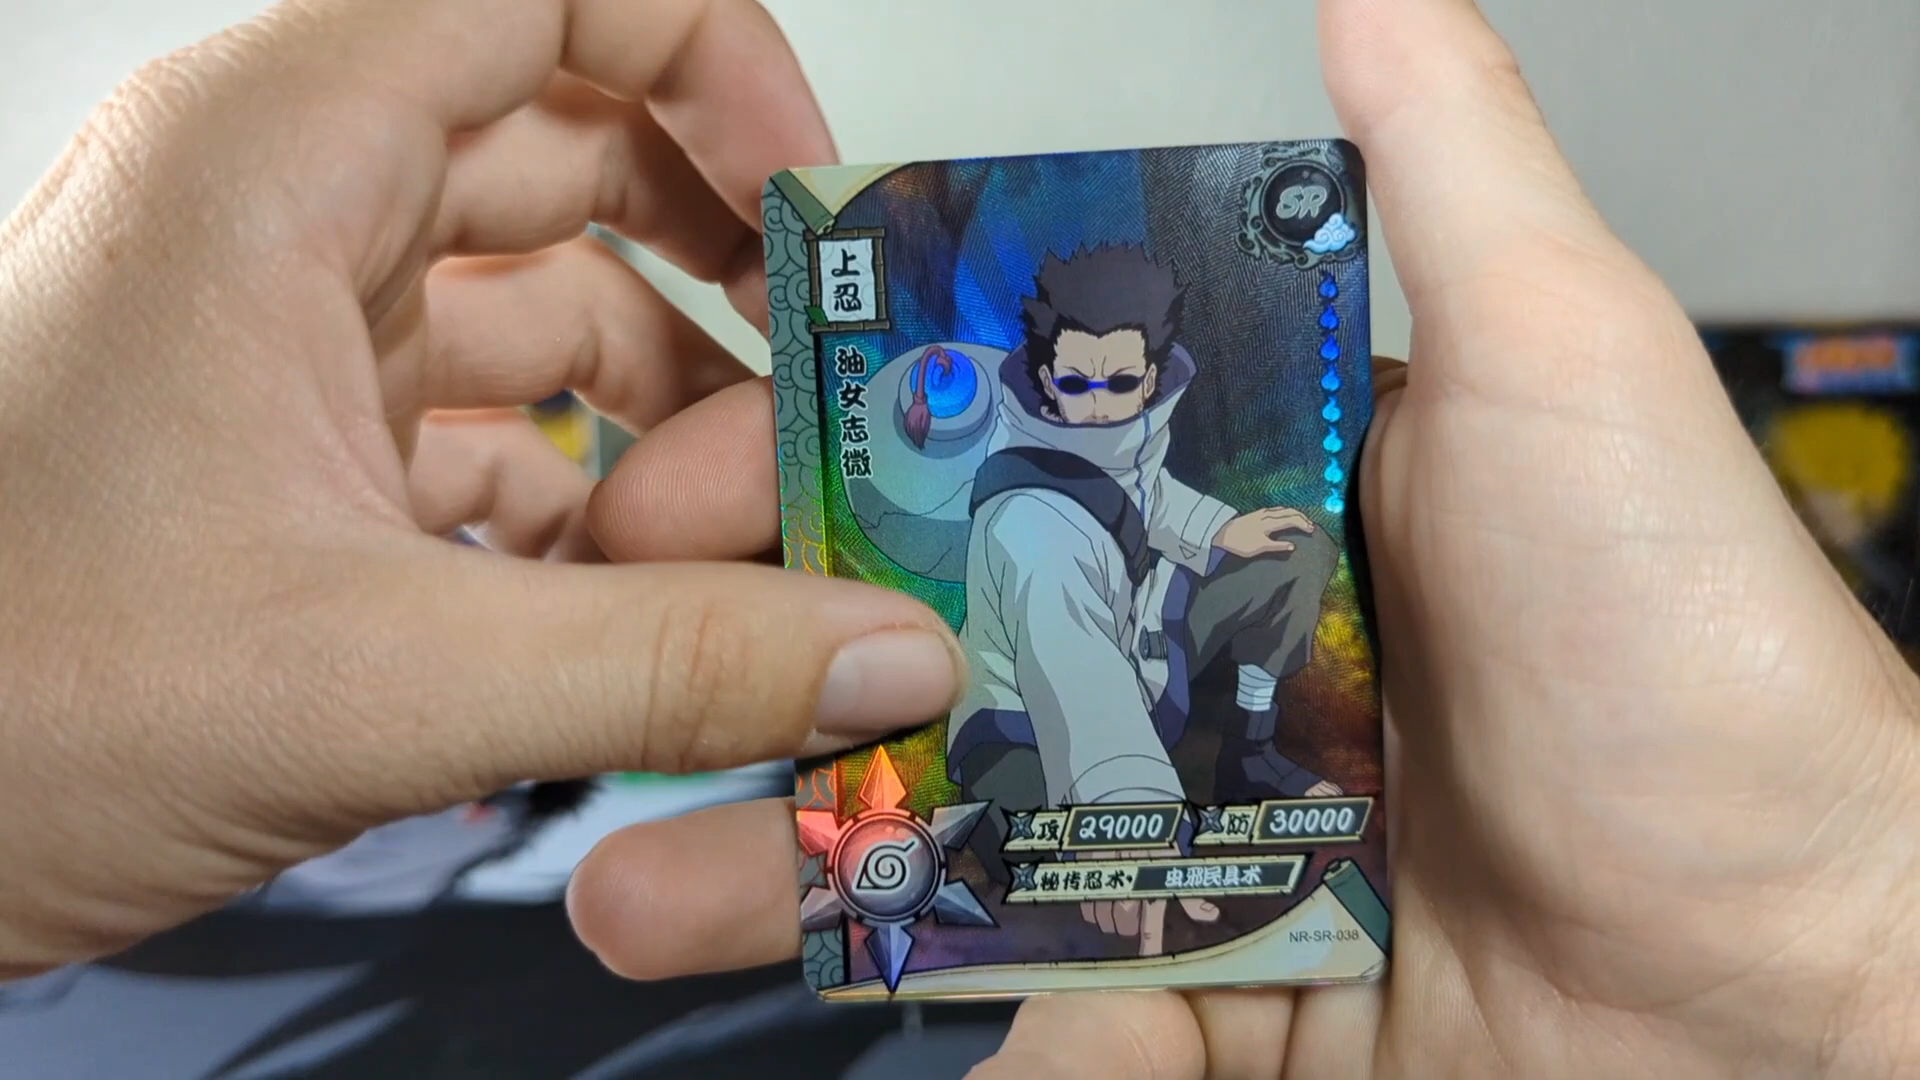 SR
上忍
油女志微
攻 29000
防 30000
秘传忍术·
虫邪民具术
NR-SR-038